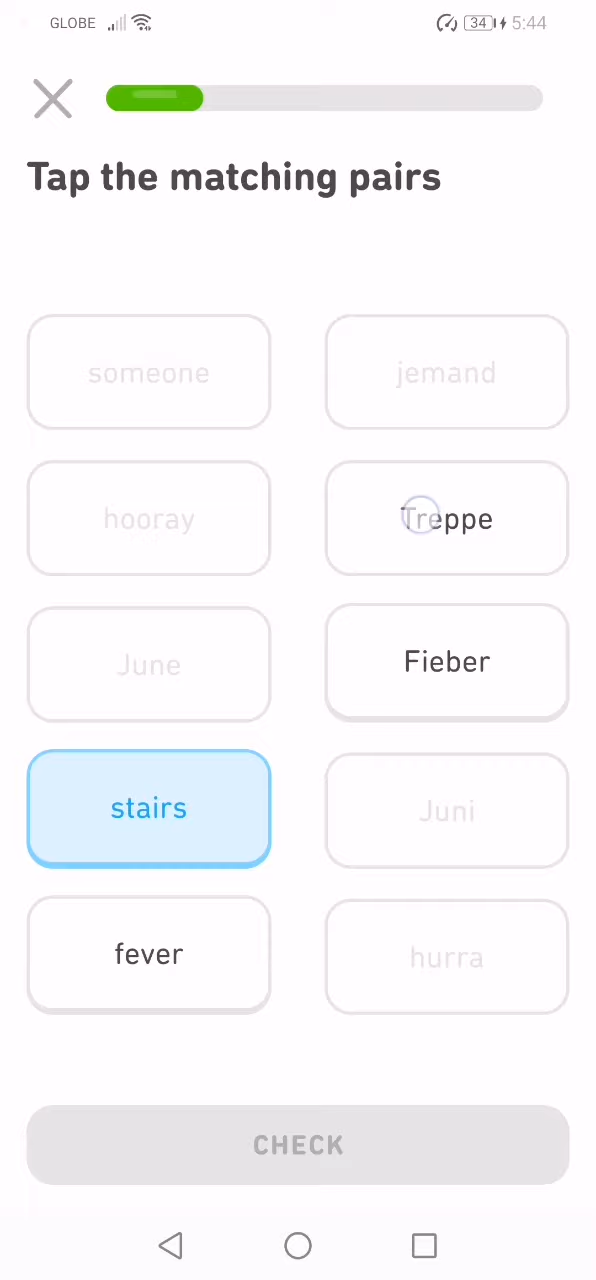 GLOBE 34 5:44
Tap the matching pairs
someone jemand
hooray Treppe
June Fieber
stairs Juni
fever hurra
CHECK